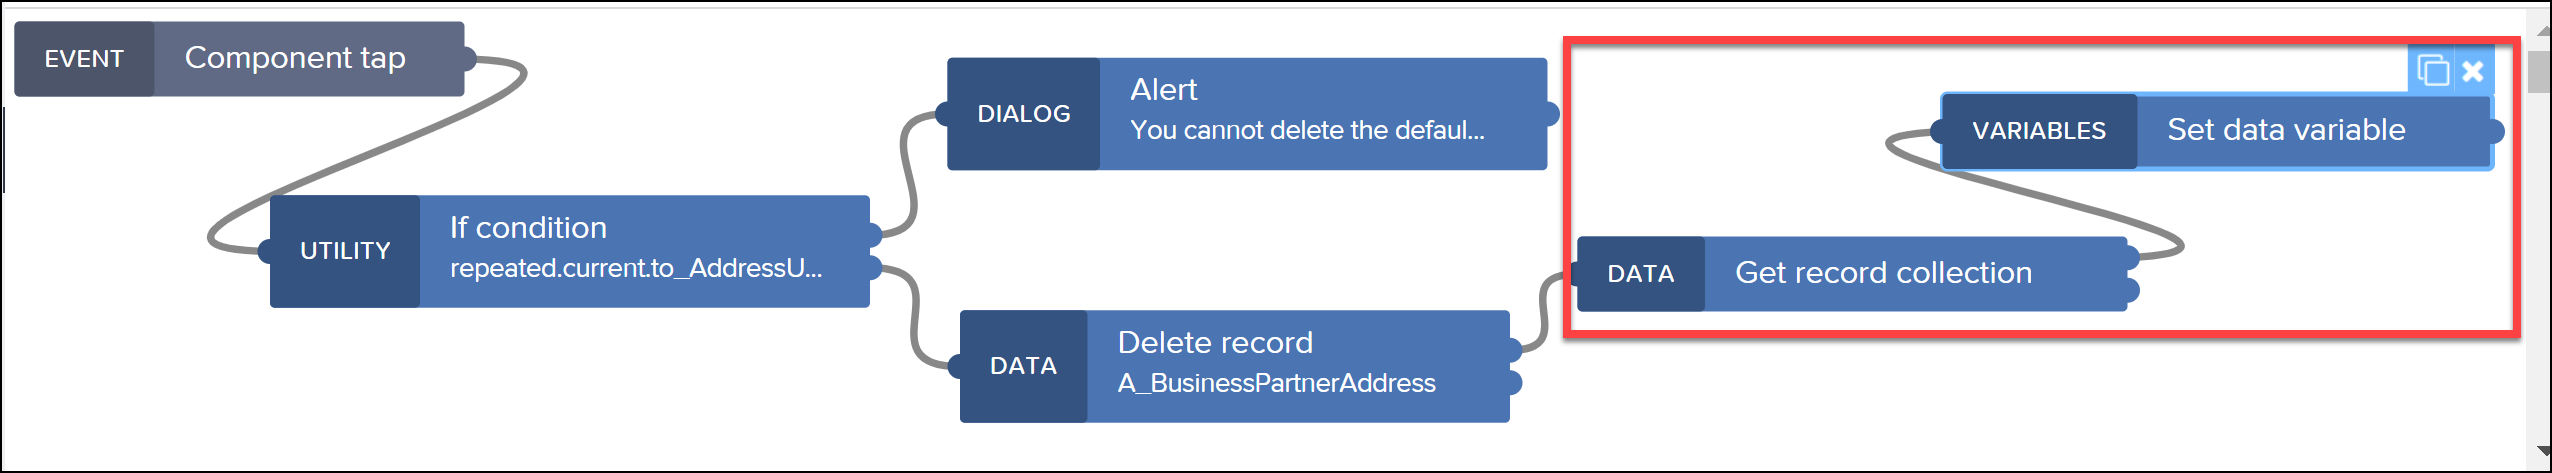 EVENT
Component tap
UTILITY
If condition
repeated.current.to_AddressU...
DIALOG
Alert
You cannot delete the defaul...
DATA
Delete record
A_BusinessPartnerAddress
DATA
Get record collection
VARIABLES
Set data variable